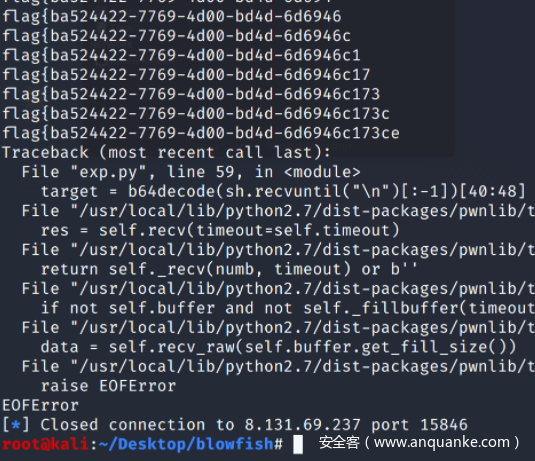 flag{ba524422-7769-4d00-bd4d-6d6946
flag{ba524422-7769-4d00-bd4d-6d6946c
flag{ba524422-7769-4d00-bd4d-6d6946c1
flag{ba524422-7769-4d00-bd4d-6d6946c17
flag{ba524422-7769-4d00-bd4d-6d6946c173
flag{ba524422-7769-4d00-bd4d-6d6946c173c
flag{ba524422-7769-4d00-bd4d-6d6946c173ce
Traceback (most recent call last):
  File "exp.py", line 59, in <module>
    target = b64decode(sh.recvuntil("\n")[:-1])[40:48]
  File "/usr/local/lib/python2.7/dist-packages/pwnlib/t
    res = self.recv(timeout=self.timeout)
  File "/usr/local/lib/python2.7/dist-packages/pwnlib/t
    return self._recv(numb, timeout) or b''
  File "/usr/local/lib/python2.7/dist-packages/pwnlib/t
    if not self.buffer and not self._fillbuffer(timeout
  File "/usr/local/lib/python2.7/dist-packages/pwnlib/t
    data = self.recv_raw(self.buffer.get_fill_size())
  File "/usr/local/lib/python2.7/dist-packages/pwnlib/t
    raise EOFError
EOFError
[*] Closed connection to 8.131.69.237 port 15846
root@kali:~/Desktop/blowfish# 安全客（www.anquanke.com）